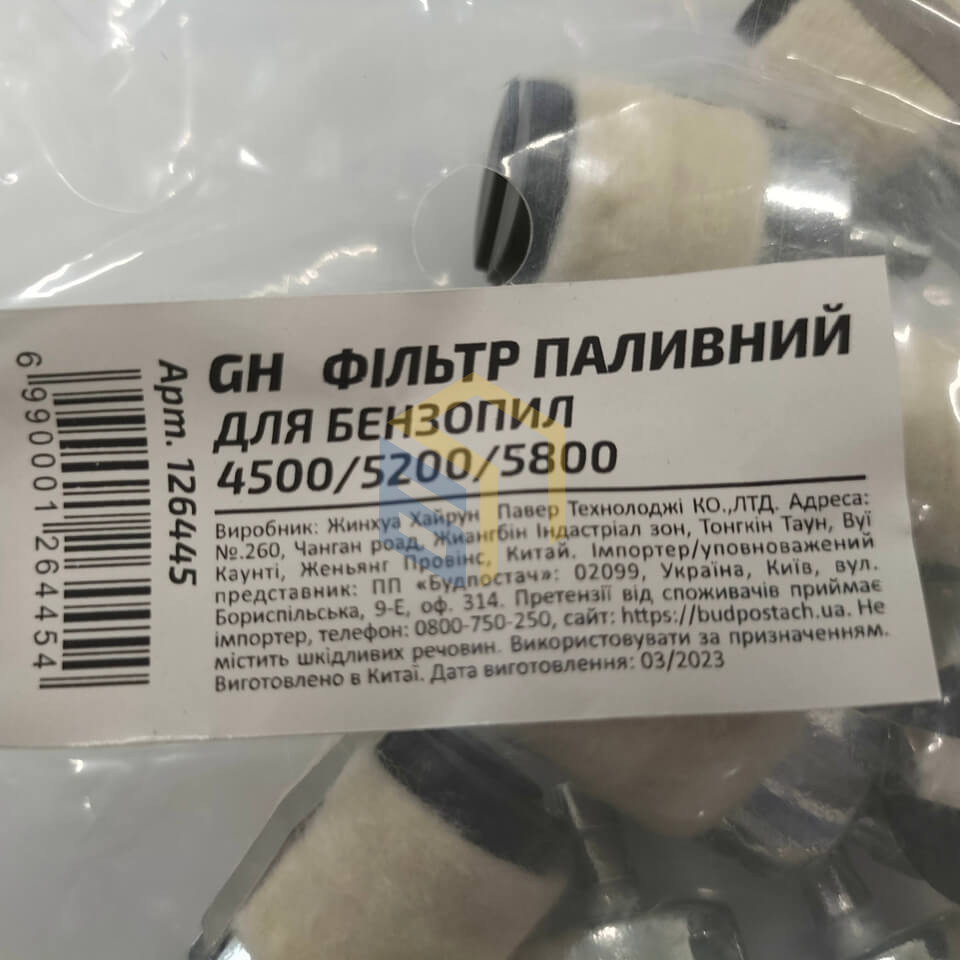 GH ФІЛЬТР ПАЛИВНИЙ
ДЛЯ БЕНЗОПИЛ
4500/5200/5800
Виробник: Жинхуа Хайрун Павер Технолоджі КО.,ЛТД. Адреса:
№.260, Чанган роад, Жиангбін Індастріал зон, Тонгкін Таун, Вуї
Каунті, Женьянг Провінс, Китай. Імпортер/уповноважений
представник: ПП «Будпостач»: 02099, Україна, Київ, вул.
Бориспільська, 9-Е, оф. 314. Претензії від споживачів приймає
імпортер, телефон: 0800-750-250, сайт: https://budpostach.ua. Не
містить шкідливих речовин. Використовувати за призначенням.
Виготовлено в Китаї. Дата виготовлення: 03/2023
Арт. 126445
6990001264454